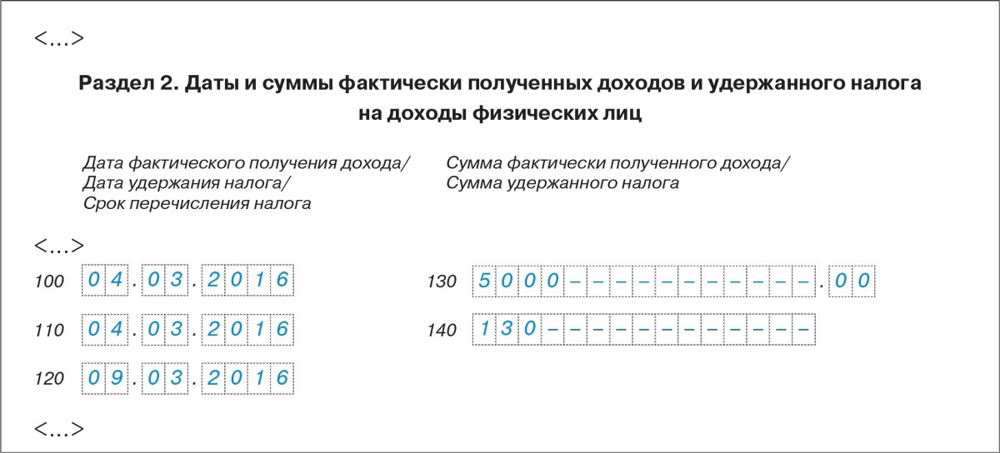 <...>
Раздел 2. Даты и суммы фактически полученных доходов и удержанного налога
на доходы физических лиц
Дата фактического получения дохода/
Дата удержания налога/
Срок перечисления налога
Сумма фактически полученного дохода/
Сумма удержанного налога
<...>
100 04.03.2016 130 5000–––––––––––.00
110 04.03.2016 140 130––––––––––––
120 09.03.2016
<...>